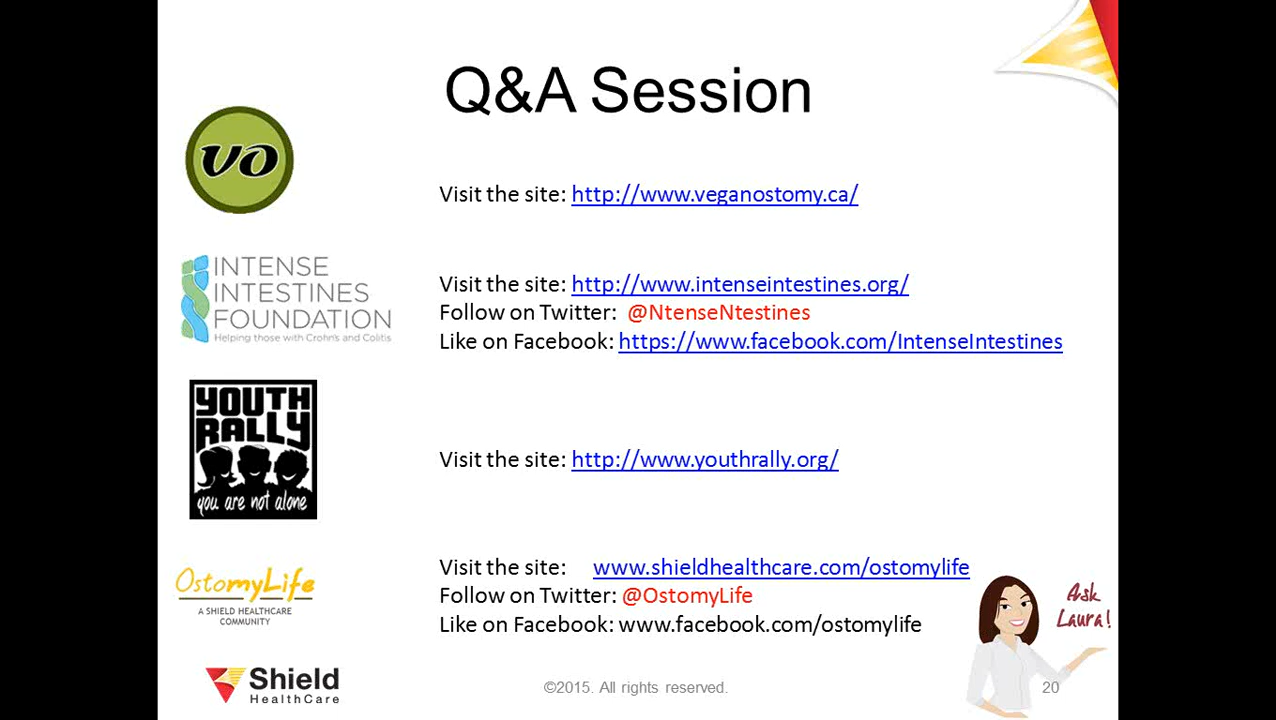 Q&A Session
vo
Visit the site: http://www.veganostomy.ca/
INTENSE
INTESTINES
FOUNDATION
Helping those with Crohn's and Colitis
Visit the site: http://www.intenseintestines.org/
Follow on Twitter: @NtenseNtestines
Like on Facebook: https://www.facebook.com/IntenseIntestines
YOUTH
RALLY
you are not alone
Visit the site: http://www.youthrally.org/
OstomyLife
A SHIELD HEALTHCARE
COMMUNITY
Visit the site: www.shieldhealthcare.com/ostomylife
Follow on Twitter: @OstomyLife
Like on Facebook: www.facebook.com/ostomylife
Ask
Laura!
Shield
HealthCare
©2015. All rights reserved.
20